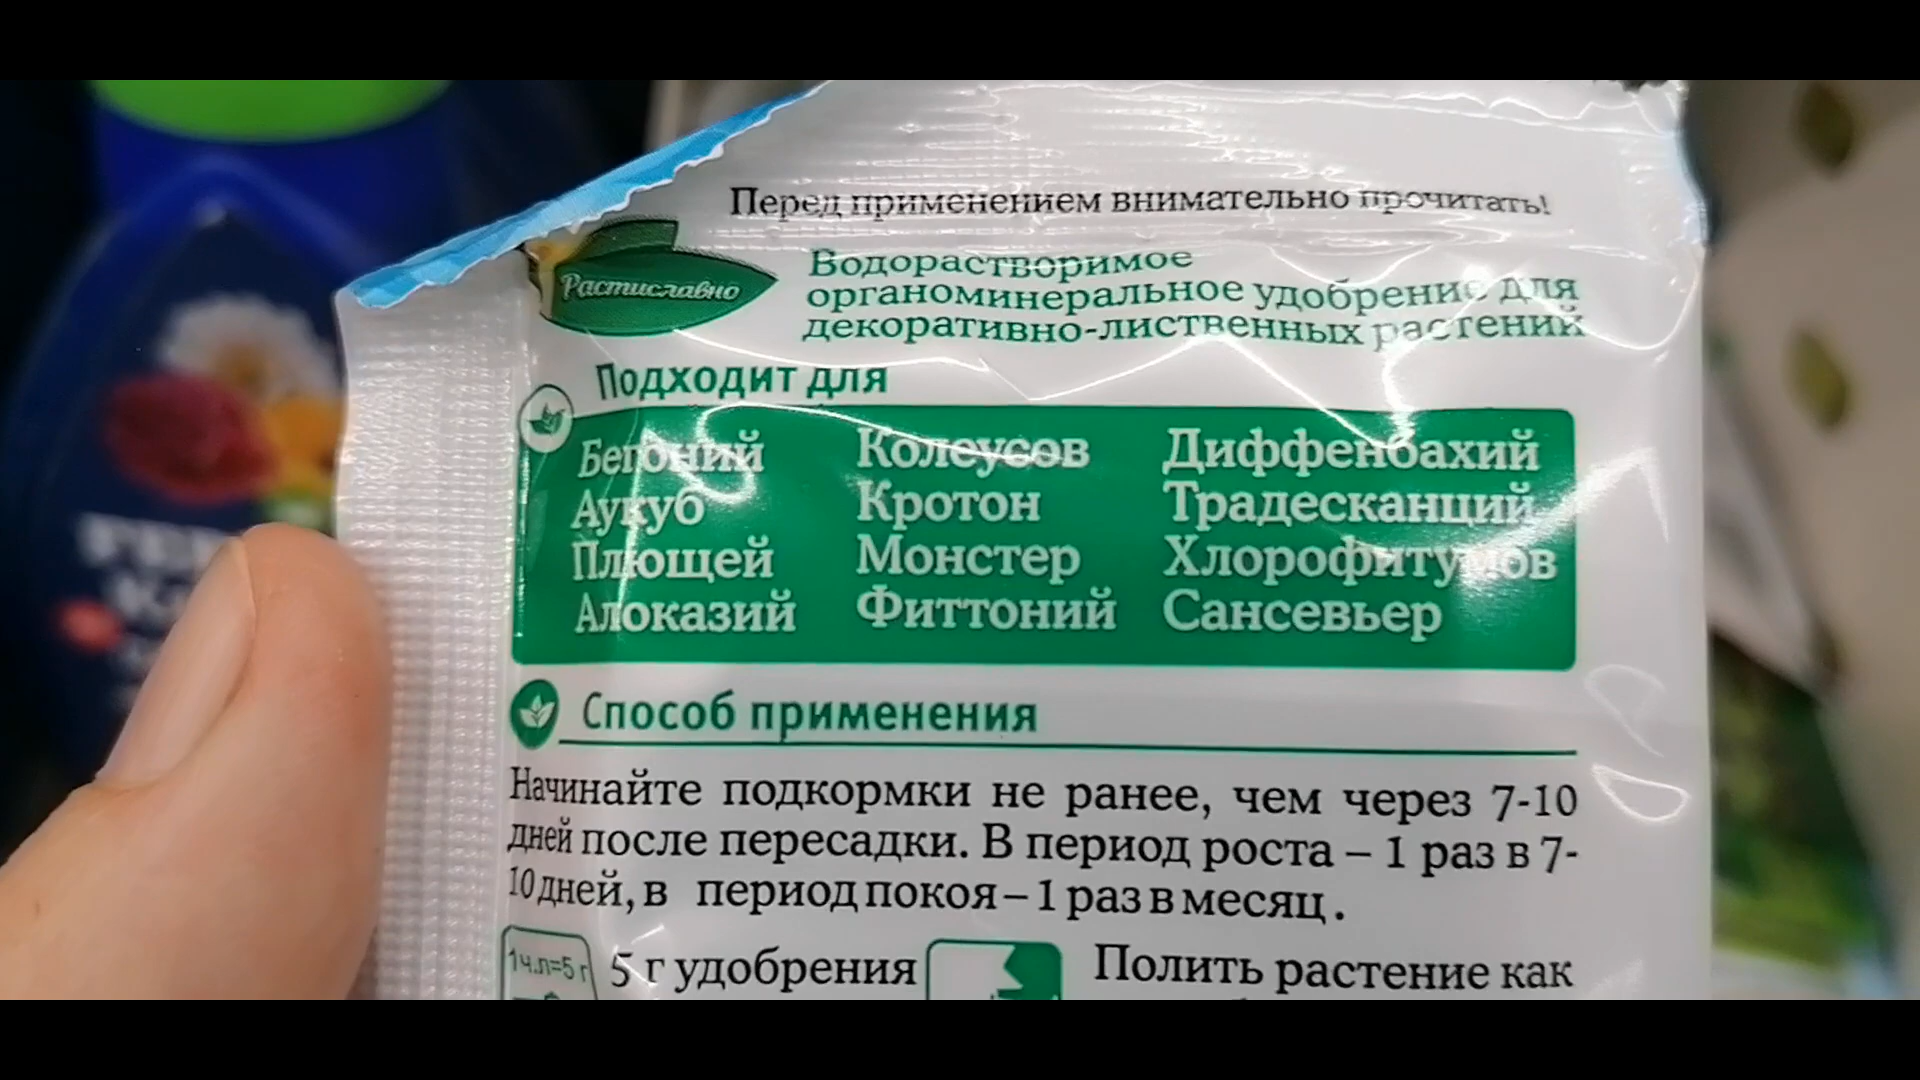 Перед применением внимательно прочитать!
Растиславно
Водорастворимое
органоминеральное удобрение для
декоративно-лиственных растений
Подходит для
Бегоний Колеусов Диффенбахий
Аукуб Кротон Традесканций
Плющей Монстер Хлорофитумов
Алоказий Фиттоний Сансевьер
Способ применения
Начинайте подкормки не ранее, чем через 7-10
дней после пересадки. В период роста – 1 раз в 7-
10 дней, в период покоя – 1 раз в месяц.
1ч.л=5 г
5 г удобрения
Полить растение как